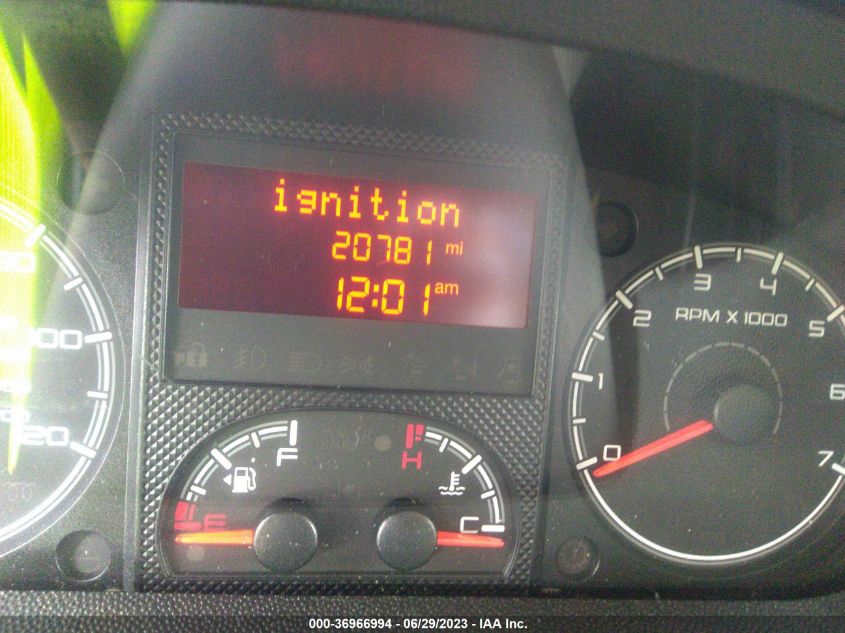 ignition
20781 mi
12:01 am
RPM X 1000
0
1
2
3
4
5
6
7
F
E
H
C
000-36966994 / 06/29/2023 - IAA Inc.